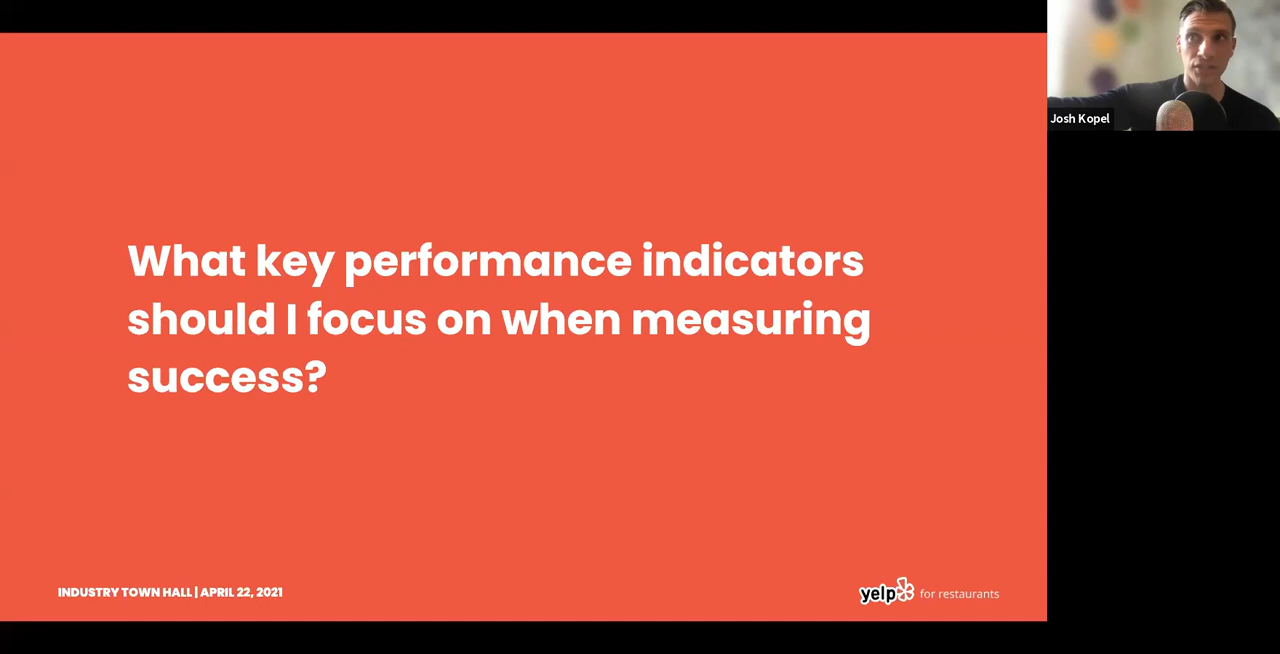 What key performance indicators
should I focus on when measuring
success?
INDUSTRY TOWN HALL | APRIL 22, 2021
yelp for restaurants
Josh Kopel